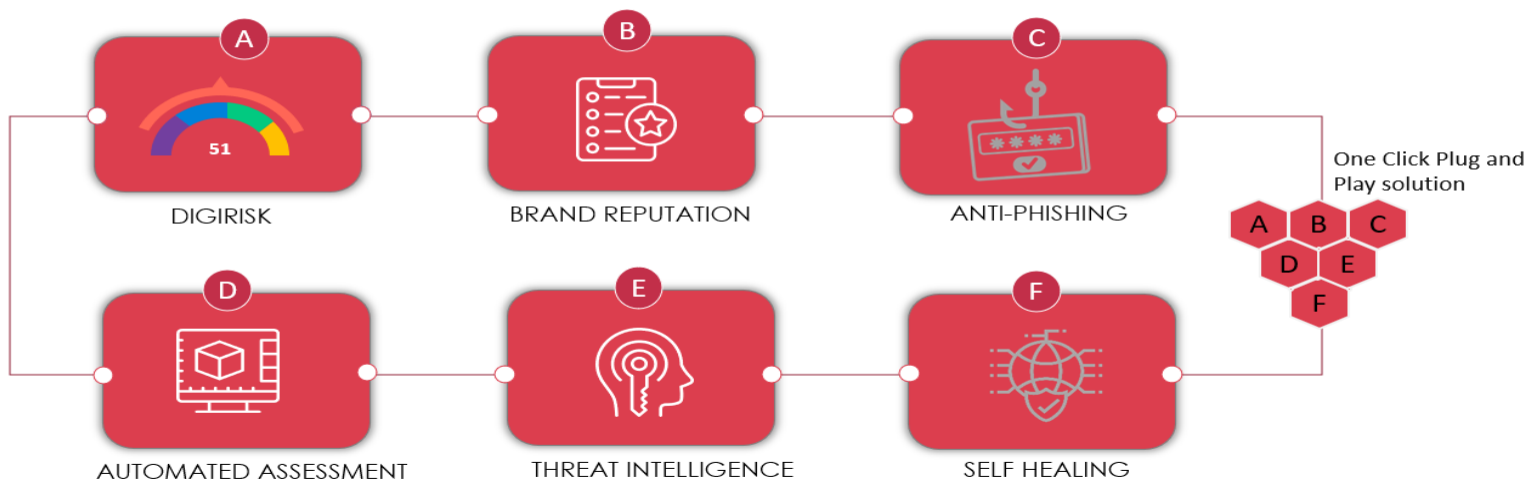 A
B
C
51
DIGIRISK
BRAND REPUTATION
ANTI-PHISHING
One Click Plug and
Play solution
A B C
D E
F
D
E
F
AUTOMATED ASSESSMENT
THREAT INTELLIGENCE
SELF HEALING